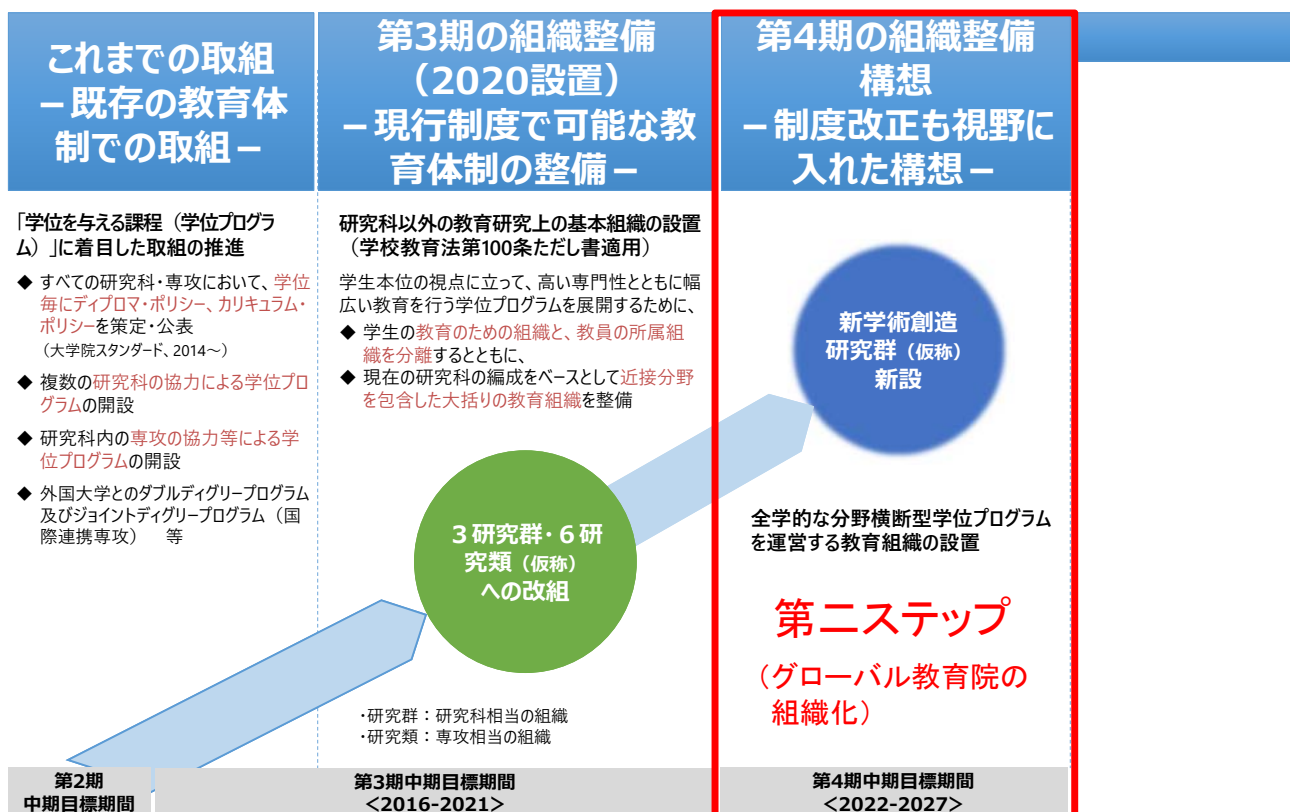 これまでの取組
－既存の教育体
制での取組－
「学位を与える課程（学位プログラ
ム）」に着目した取組の推進
◆ すべての研究科・専攻において、学位
毎にディプロマ・ポリシー、カリキュラム・
ポリシーを策定・公表
（大学院スタンダード、2014～）
◆ 複数の研究科の協力による学位プロ
グラムの開設
◆ 研究科内の専攻の協力等による学
位プログラムの開設
◆ 外国大学とのダブルディグリープログラム
及びジョイントディグリープログラム（国
際連携専攻）　等
第3期の組織整備
（2020設置）
－現行制度で可能な教
育体制の整備－
研究科以外の教育研究上の基本組織の設置
（学校教育法第100条ただし書適用）
学生本位の視点に立って、高い専門性とともに幅
広い教育を行う学位プログラムを展開するために、
◆ 学生の教育のための組織と、教員の所属組
織を分離するとともに、
◆ 現在の研究科の編成をベースとして近接分野
を包含した大括りの教育組織を整備
３研究群・６研
究類（仮称）
への改組
・研究群：研究科相当の組織
・研究類：専攻相当の組織
第4期の組織整備
構想
－制度改正も視野に
入れた構想－
新学術創造
研究群（仮称）
新設
全学的な分野横断型学位プログラム
を運営する教育組織の設置
第二ステップ
（グローバル教育院の
組織化）
第2期
中期目標期間
第3期中期目標期間
<2016-2021>
第4期中期目標期間
<2022-2027>